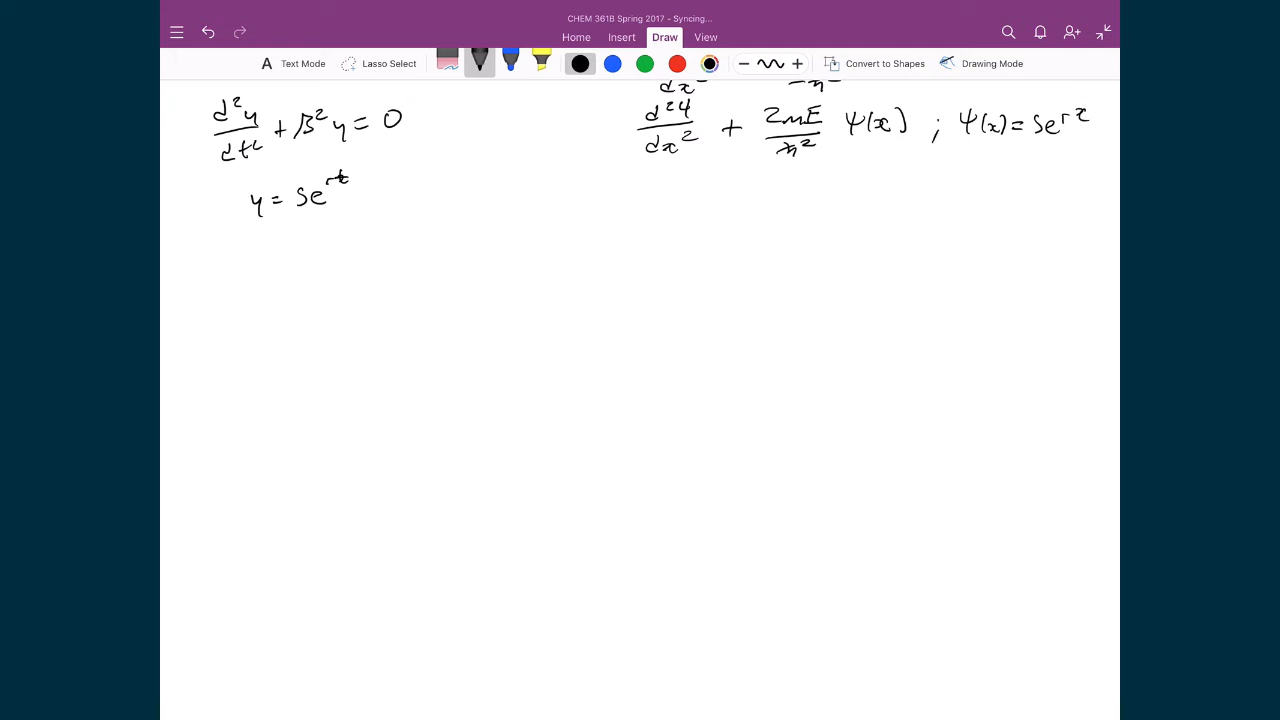 CHEM 361B Spring 2017 - Syncing...
Home Insert Draw View
A Text Mode Lasso Select Convert to Shapes Drawing Mode
d²y/dt² + β²y = 0
y = Se^rt
dx²
d²ψ/dx² + 2mE/ħ² ψ(x) ; ψ(x) = Se^rx